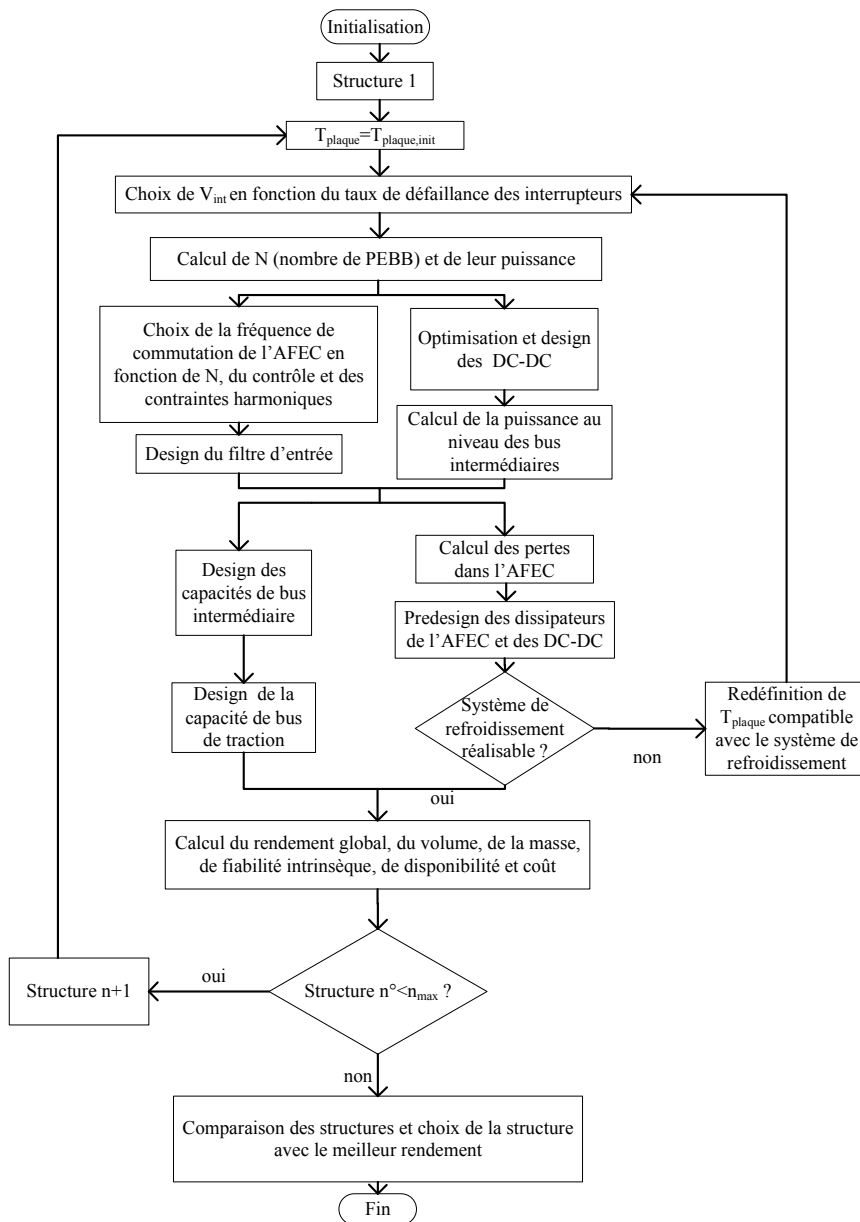 Initialisation
Structure 1
T_plaque=T_plaque,init
Choix de V_int en fonction du taux de défaillance des interrupteurs
Calcul de N (nombre de PEBB) et de leur puissance
Choix de la fréquence de
commutation de l'AFEC en
fonction de N, du contrôle et des
contraintes harmoniques
Optimisation et design
des DC-DC
Design du filtre d'entrée
Calcul de la puissance au
niveau des bus
intermédiaires
Design des
capacités de bus
intermédiaire
Calcul des pertes
dans l'AFEC
Predesign des dissipateurs
de l'AFEC et des DC-DC
Design de la
capacité de bus
de traction
Système de
refroidissement
réalisable ?
non
Redéfinition de
T_plaque compatible
avec le système de
refroidissement
oui
Calcul du rendement global, du volume, de la masse,
de fiabilité intrinsèque, de disponibilité et coût
Structure n°<n_max ?
oui
Structure n+1
non
Comparaison des structures et choix de la structure
avec le meilleur rendement
Fin